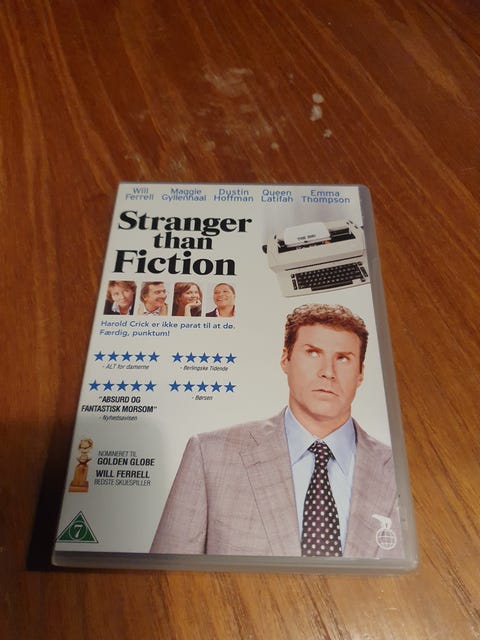 Will Ferrell
Maggie Gyllenhaal
Dustin Hoffman
Queen Latifah
Emma Thompson
Stranger
than
Fiction
THE END
Harold Crick er ikke parat til at dø.
Færdig, punktum!
- ALT for damerne
- Berlingske Tidende
"ABSURD OG
FANTASTISK MORSOM"
- Nyhedsavisen
- Børsen
NOMINERET TIL
GOLDEN GLOBE
WILL FERRELL
BEDSTE SKUESPILLER
7